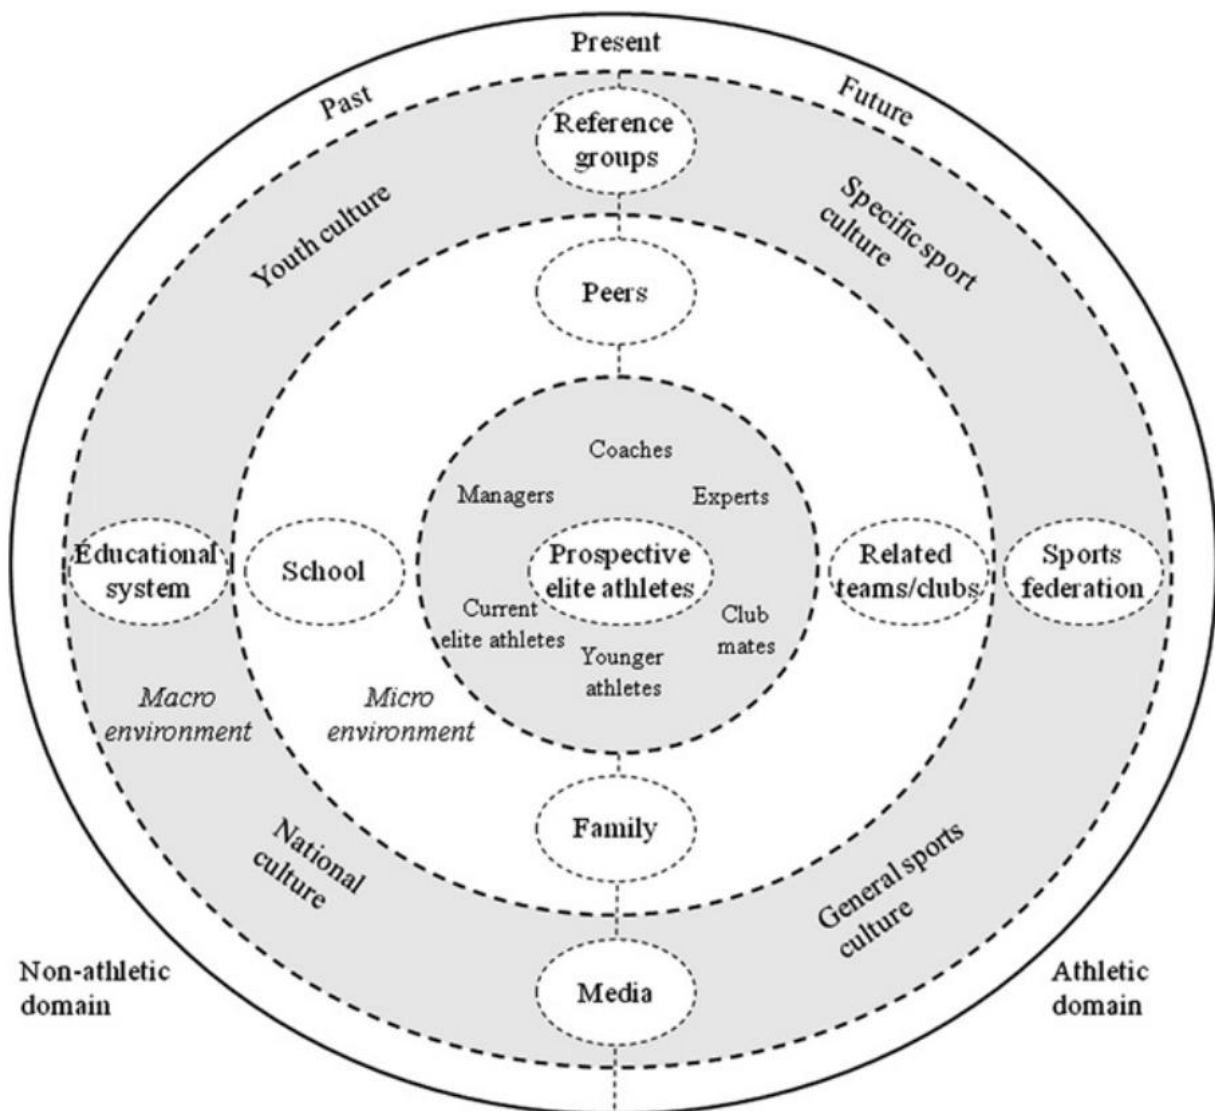 Present
Past
Future
Reference
groups
Youth culture
Specific sport
culture
Peers
Coaches
Managers
Experts
Educational
system
School
Prospective
elite athletes
Related
teams/clubs
Sports
federation
Current
elite athletes
Club
mates
Younger
athletes
Macro
environment
Micro
environment
Family
National
culture
General sports
culture
Media
Non-athletic
domain
Athletic
domain